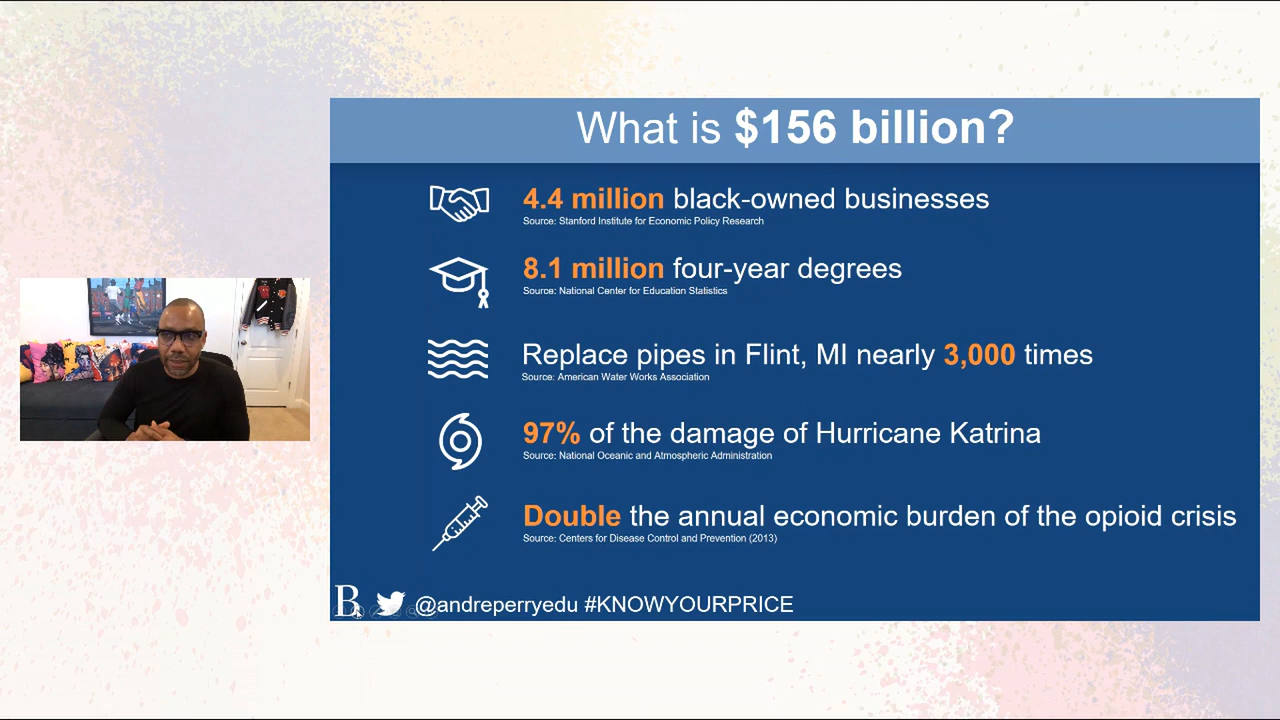 What is $156 billion?
4.4 million black-owned businesses
Source: Stanford Institute for Economic Policy Research
8.1 million four-year degrees
Source: National Center for Education Statistics
Replace pipes in Flint, MI nearly 3,000 times
Source: American Water Works Association
97% of the damage of Hurricane Katrina
Source: National Oceanic and Atmospheric Administration
Double the annual economic burden of the opioid crisis
Source: Centers for Disease Control and Prevention (2013)
B @andreperryedu #KNOWYOURPRICE